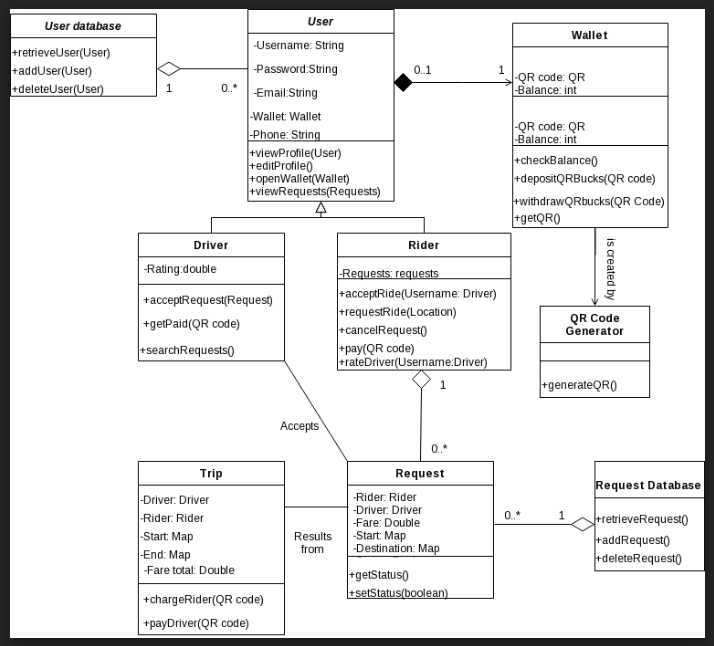 User database
+retrieveUser(User)
+addUser(User)
+deleteUser(User)
1
0..*
User
-Username: String
-Password:String
-Email:String
-Wallet: Wallet
-Phone: String
+viewProfile(User)
+editProfile()
+openWallet(Wallet)
+viewRequests(Requests)
0..1
1
Wallet
-QR code: QR
-Balance: int
-QR code: QR
-Balance: int
+checkBalance()
+depositQRBucks(QR code)
+withdrawQRbucks(QR Code)
+getQR()
is created by
QR Code
Generator
+generateQR()
Driver
-Rating:double
+acceptRequest(Request)
+getPaid(QR code)
+searchRequests()
Rider
-Requests: requests
+acceptRide(Username: Driver)
+requestRide(Location)
+cancelRequest()
+pay(QR code)
+rateDriver(Username:Driver)
1
0..*
Accepts
Trip
-Driver: Driver
-Rider: Rider
-Start: Map
-End: Map
-Fare total: Double
+chargeRider(QR code)
+payDriver(QR code)
Results
from
Request
-Rider: Rider
-Driver: Driver
-Fare: Double
-Start: Map
-Destination: Map
+getStatus()
+setStatus(boolean)
0..*
1
Request Database
+retrieveRequest()
+addRequest()
+deleteRequest()